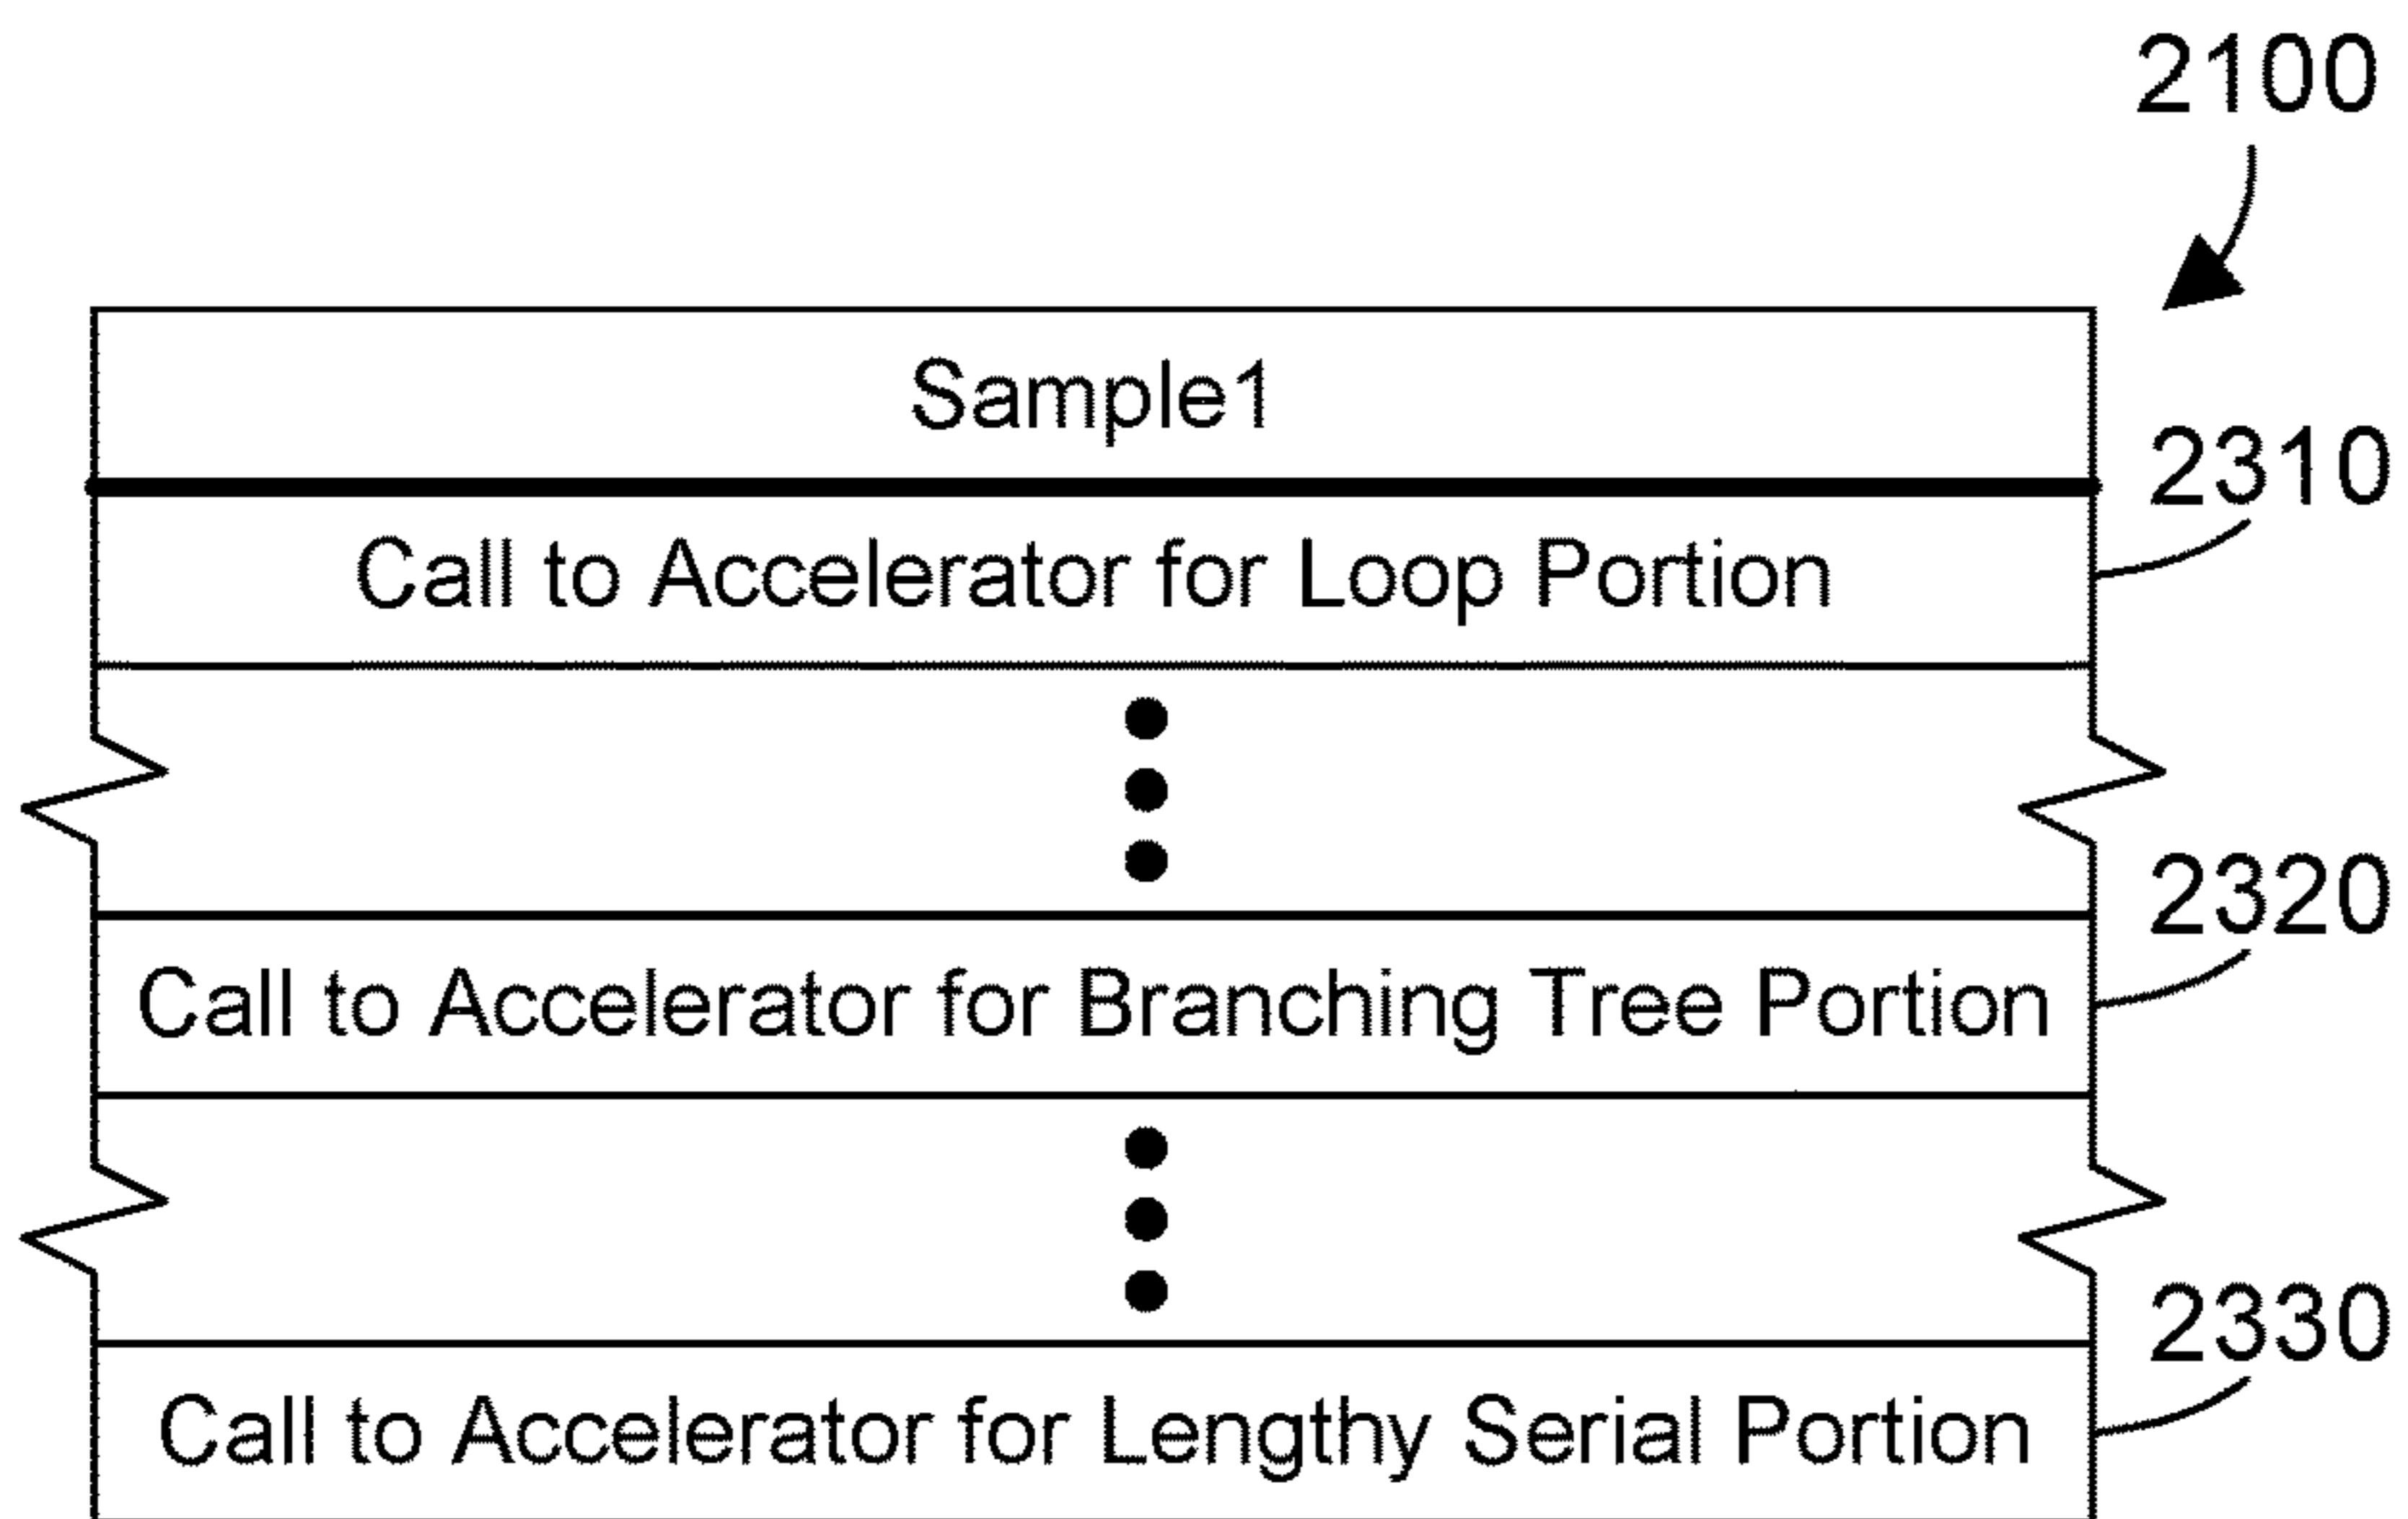 2100
Sample1
2310
Call to Accelerator for Loop Portion
2320
Call to Accelerator for Branching Tree Portion
2330
Call to Accelerator for Lengthy Serial Portion